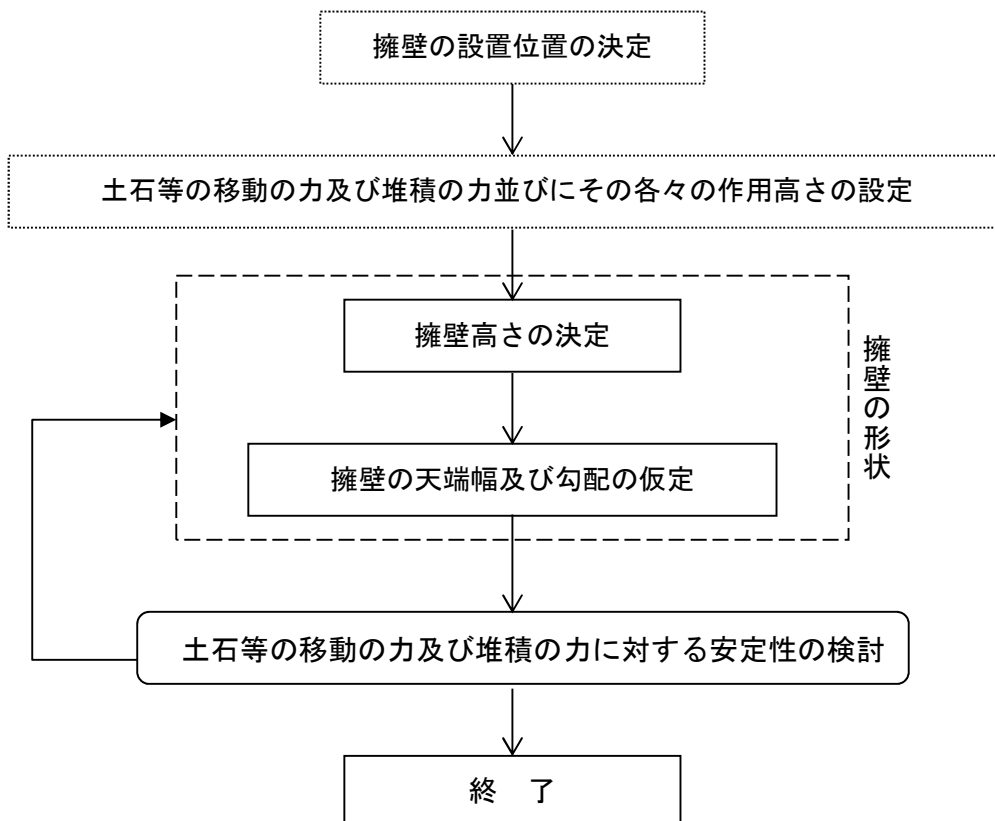 擁壁の設置位置の決定
土石等の移動の力及び堆積の力並びにその各々の作用高さの設定
擁壁高さの決定
擁壁の天端幅及び勾配の仮定
擁壁の形状
土石等の移動の力及び堆積の力に対する安定性の検討
終　了